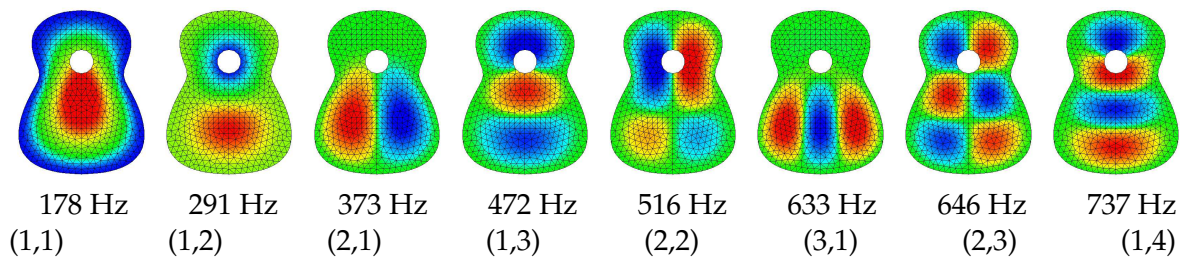 178 Hz 291 Hz 373 Hz 472 Hz 516 Hz 633 Hz 646 Hz 737 Hz
(1,1) (1,2) (2,1) (1,3) (2,2) (3,1) (2,3) (1,4)